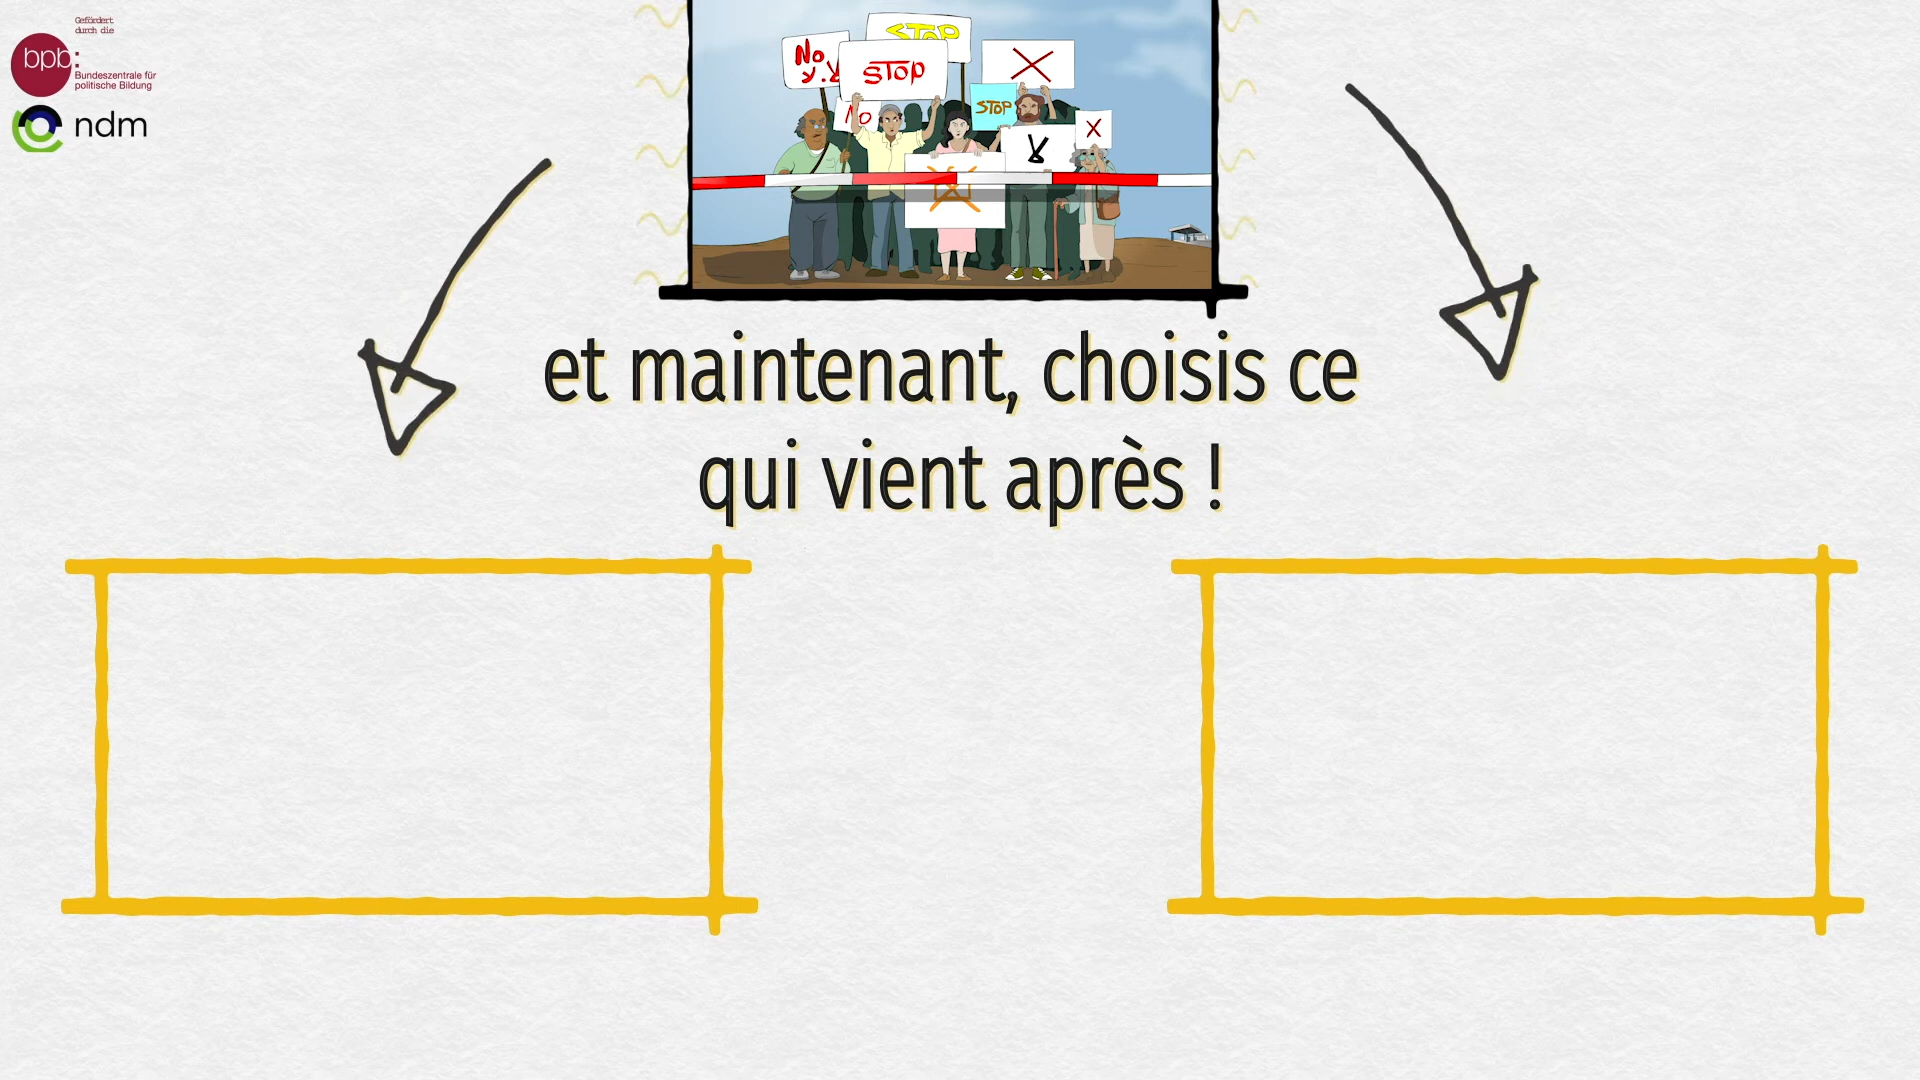 Gefördert
durch die
bpb:
Bundeszentrale für
politische Bildung
ndm
STOP
No
STOP
STOP
NO
et maintenant, choisis ce
qui vient après !